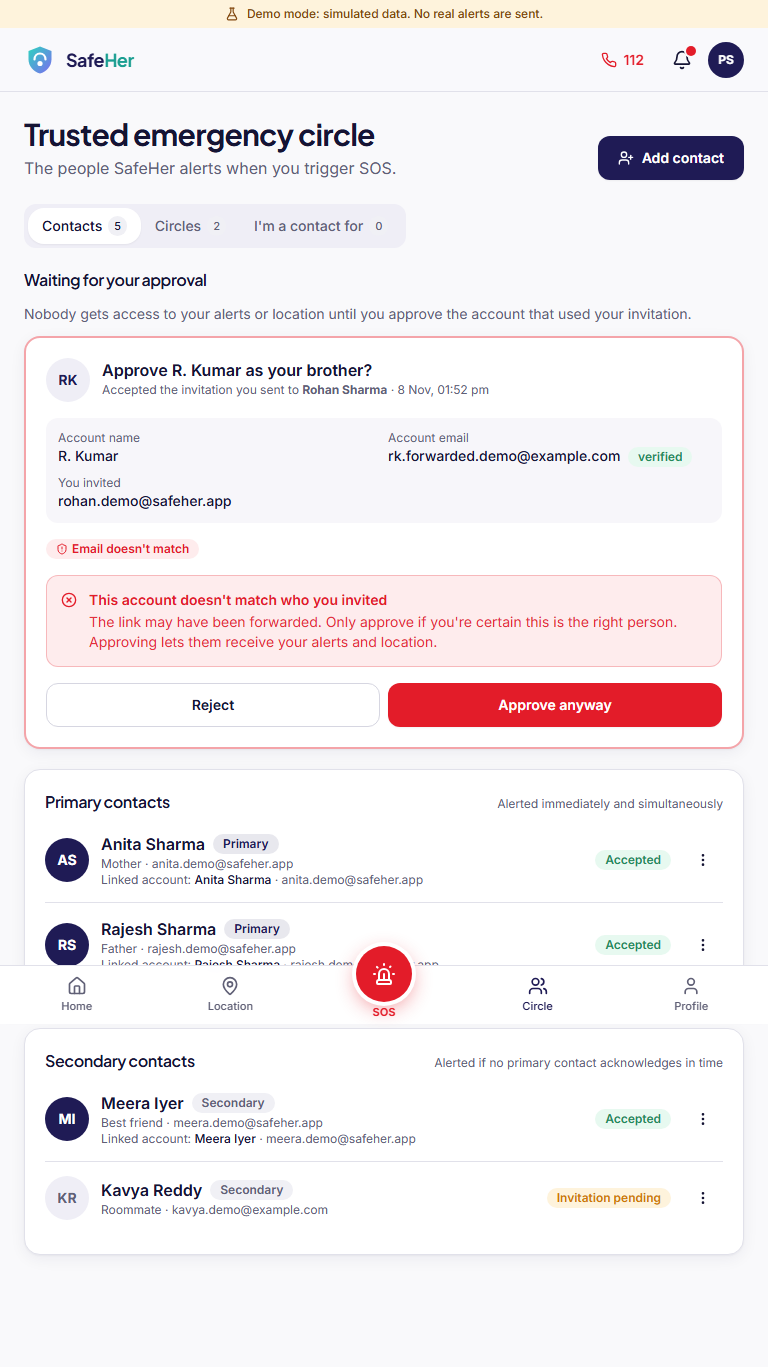 Demo mode: simulated data. No real alerts are sent.
SafeHer
112
PS
Trusted emergency circle
The people SafeHer alerts when you trigger SOS.
Add contact
Contacts 5
Circles 2
I'm a contact for 0
Waiting for your approval
Nobody gets access to your alerts or location until you approve the account that used your invitation.
RK
Approve R. Kumar as your brother?
Accepted the invitation you sent to Rohan Sharma · 8 Nov, 01:52 pm
Account name
R. Kumar
Account email
rk.forwarded.demo@example.com verified
You invited
rohan.demo@safeher.app
Email doesn't match
This account doesn't match who you invited
The link may have been forwarded. Only approve if you're certain this is the right person.
Approving lets them receive your alerts and location.
Reject
Approve anyway
Primary contacts
Alerted immediately and simultaneously
AS
Anita Sharma Primary
Mother · anita.demo@safeher.app
Linked account: Anita Sharma · anita.demo@safeher.app
Accepted
RS
Rajesh Sharma Primary
Father · rajesh.demo@safeher.app
Linked account: Rajesh Sharma · rajesh.dem
Accepted
Home
Location
SOS
Circle
Profile
Secondary contacts
Alerted if no primary contact acknowledges in time
MI
Meera Iyer Secondary
Best friend · meera.demo@safeher.app
Linked account: Meera Iyer · meera.demo@safeher.app
Accepted
KR
Kavya Reddy Secondary
Roommate · kavya.demo@example.com
Invitation pending